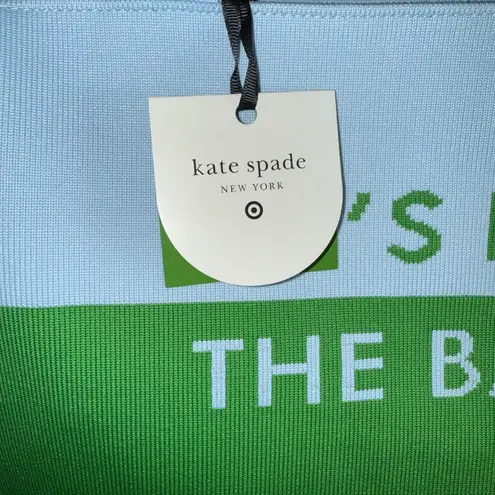 kate spade
NEW YORK
'S
THE B